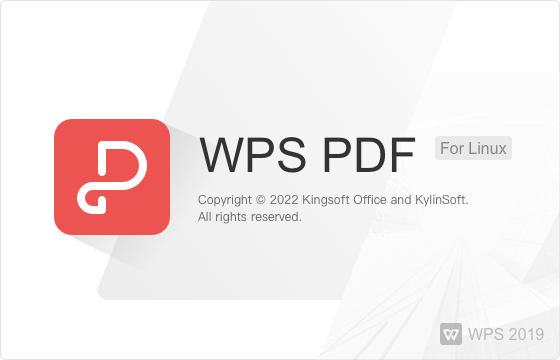 WPS PDF For Linux
Copyright © 2022 Kingsoft Office and KylinSoft.
All rights reserved.
WPS 2019